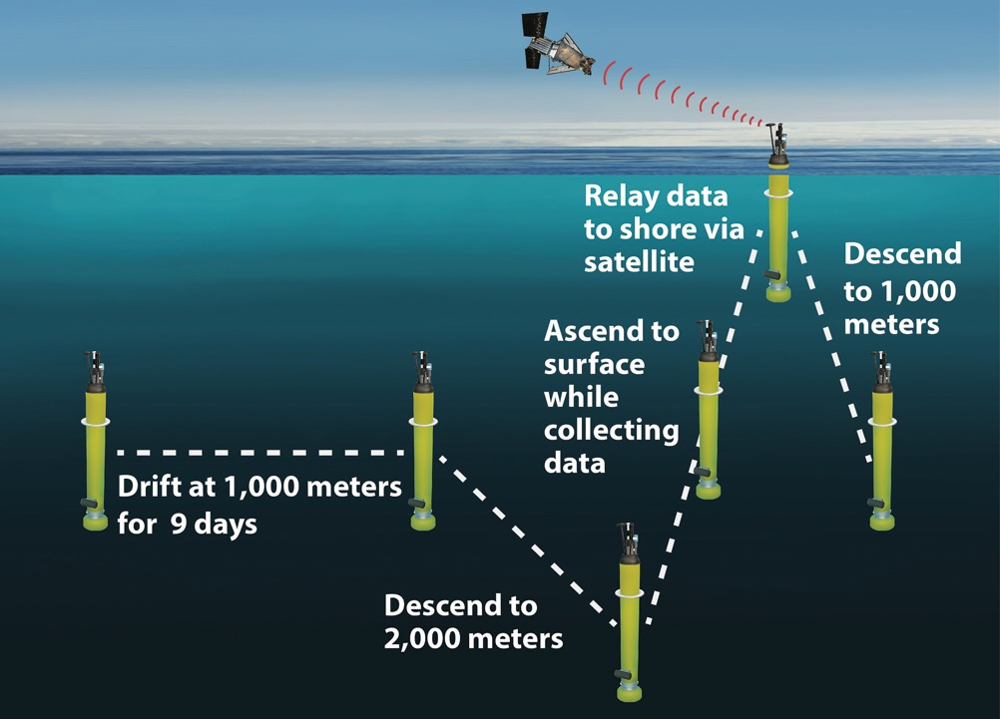 Relay data
to shore via
satellite
Descend
to 1,000
meters
Ascend to
surface
while
collecting
data
Drift at 1,000 meters
for 9 days
Descend to
2,000 meters